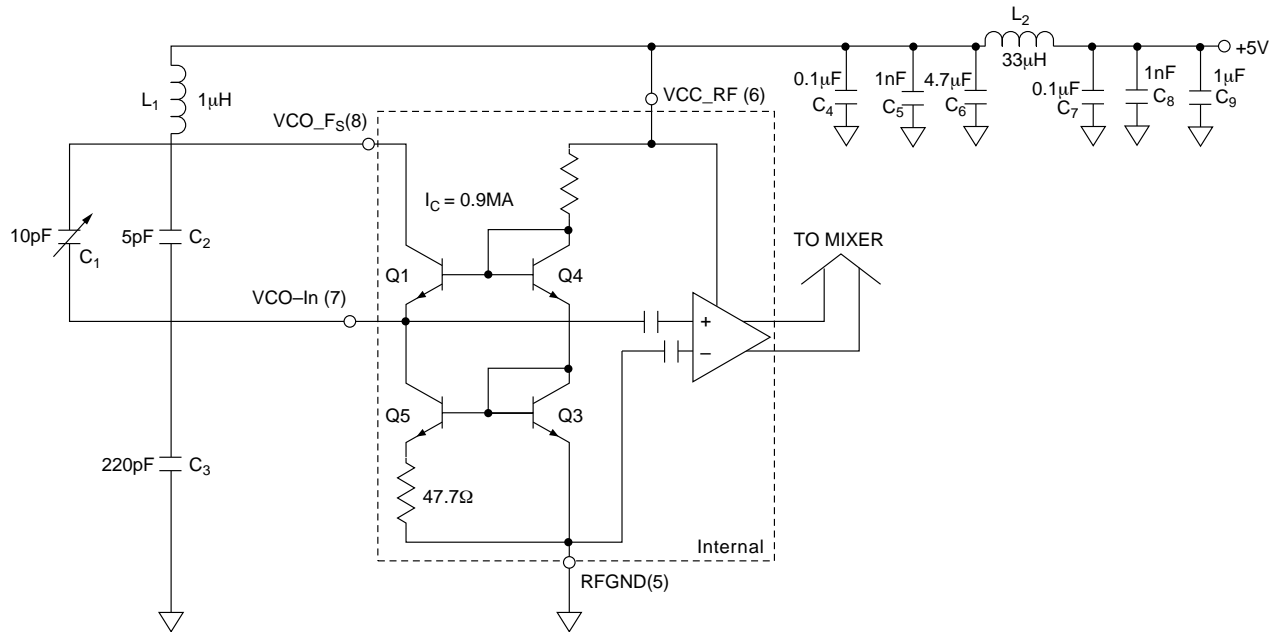 L2
+5V
33µH
L1
1µH
0.1µF
C4
1nF
C5
4.7µF
C6
0.1µF
C7
1nF
C8
1µF
C9
VCC_RF (6)
VCO_FS(8)
IC = 0.9MA
10pF
C1
5pF
C2
TO MIXER
Q1
Q4
VCO–In (7)
+
–
Q5
Q3
220pF
C3
47.7Ω
Internal
RFGND(5)